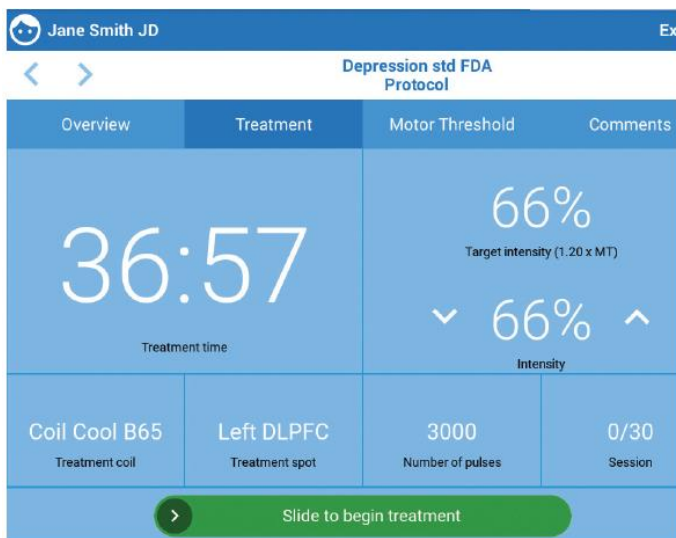 Jane Smith JD
Ex
Depression std FDA
Protocol
Overview
Treatment
Motor Threshold
Comments
36:57
Treatment time
66%
Target intensity (1.20 x MT)
66%
Intensity
Coil Cool B65
Treatment coil
Left DLPFC
Treatment spot
3000
Number of pulses
0/30
Session
Slide to begin treatment